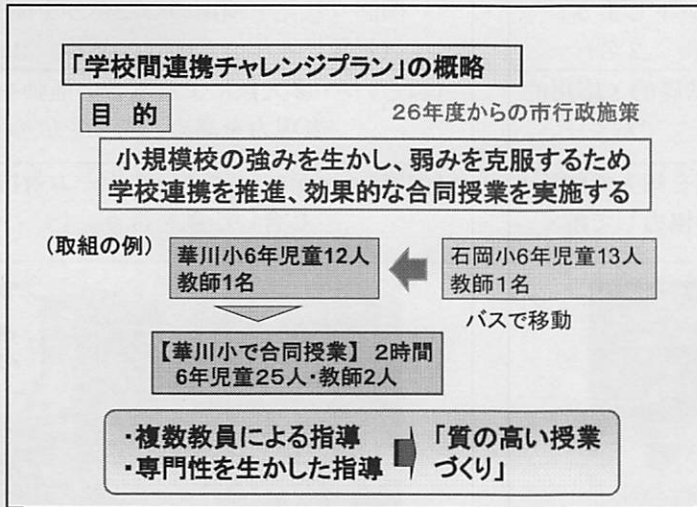 「学校間連携チャレンジプラン」の概略
目 的
26年度からの市行政施策
小規模校の強みを生かし、弱みを克服するため
学校連携を推進、効果的な合同授業を実施する
(取組の例)
華川小6年児童12人
教師1名
石岡小6年児童13人
教師1名
バスで移動
【華川小で合同授業】 2時間
6年児童25人・教師2人
・複数教員による指導
・専門性を生かした指導
「質の高い授業
づくり」